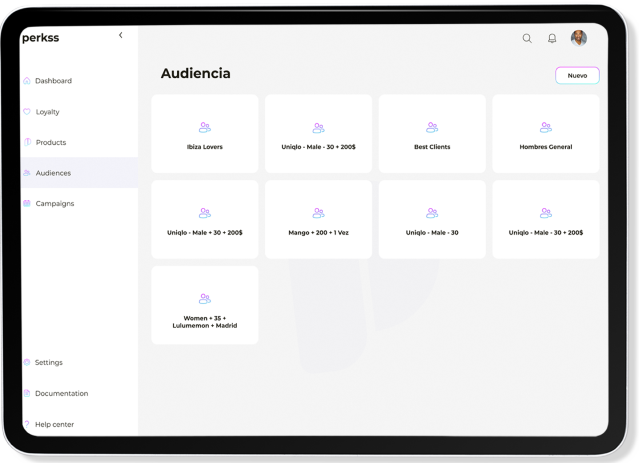 perkss
Dashboard
Loyalty
Products
Audiences
Campaigns
Settings
Documentation
Help center
Audiencia
Nuevo
Ibiza Lovers
Uniqlo - Male - 30 + 200$
Best Clients
Hombres General
Uniqlo - Male + 30 + 200$
Mango + 200 + 1 Vez
Uniqlo - Male - 30
Uniqlo - Male - 30 + 200$
Women + 35 +
Lulumemon + Madrid